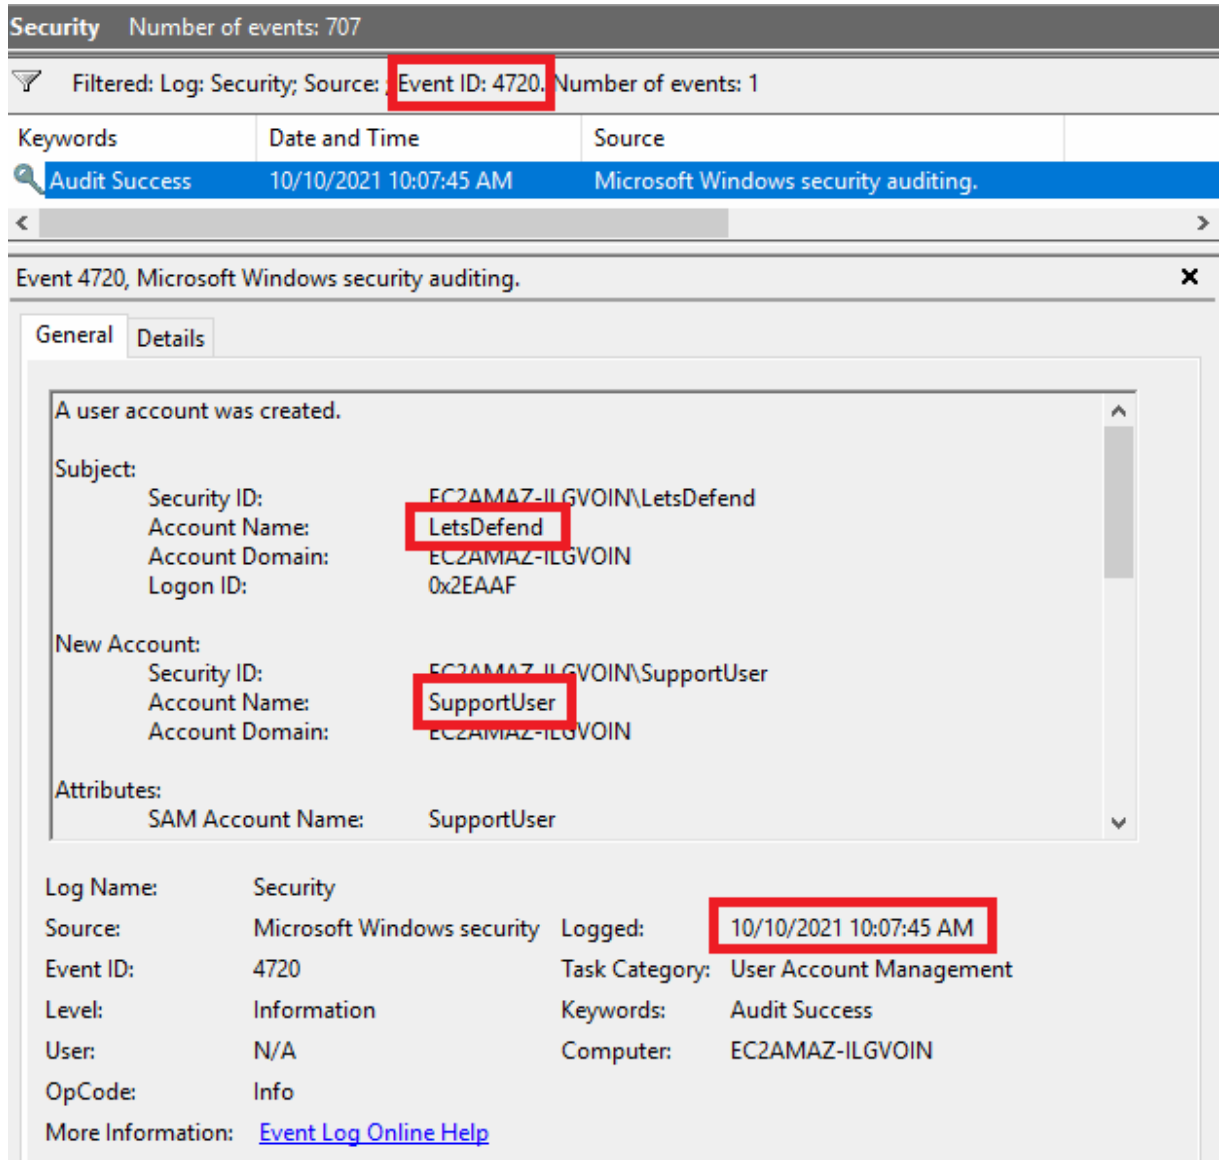 Security Number of events: 707
Filtered: Log: Security; Source: ; Event ID: 4720. Number of events: 1
Keywords Date and Time Source
Audit Success 10/10/2021 10:07:45 AM Microsoft Windows security auditing.
Event 4720, Microsoft Windows security auditing.
General Details
A user account was created.
Subject:
Security ID: EC2AMAZ-ILGVOIN\LetsDefend
Account Name: LetsDefend
Account Domain: EC2AMAZ-ILGVOIN
Logon ID: 0x2EAAF
New Account:
Security ID: EC2AMAZ-ILGVOIN\SupportUser
Account Name: SupportUser
Account Domain: EC2AMAZ-ILGVOIN
Attributes:
SAM Account Name: SupportUser
Log Name: Security
Source: Microsoft Windows security Logged: 10/10/2021 10:07:45 AM
Event ID: 4720 Task Category: User Account Management
Level: Information Keywords: Audit Success
User: N/A Computer: EC2AMAZ-ILGVOIN
OpCode: Info
More Information: Event Log Online Help